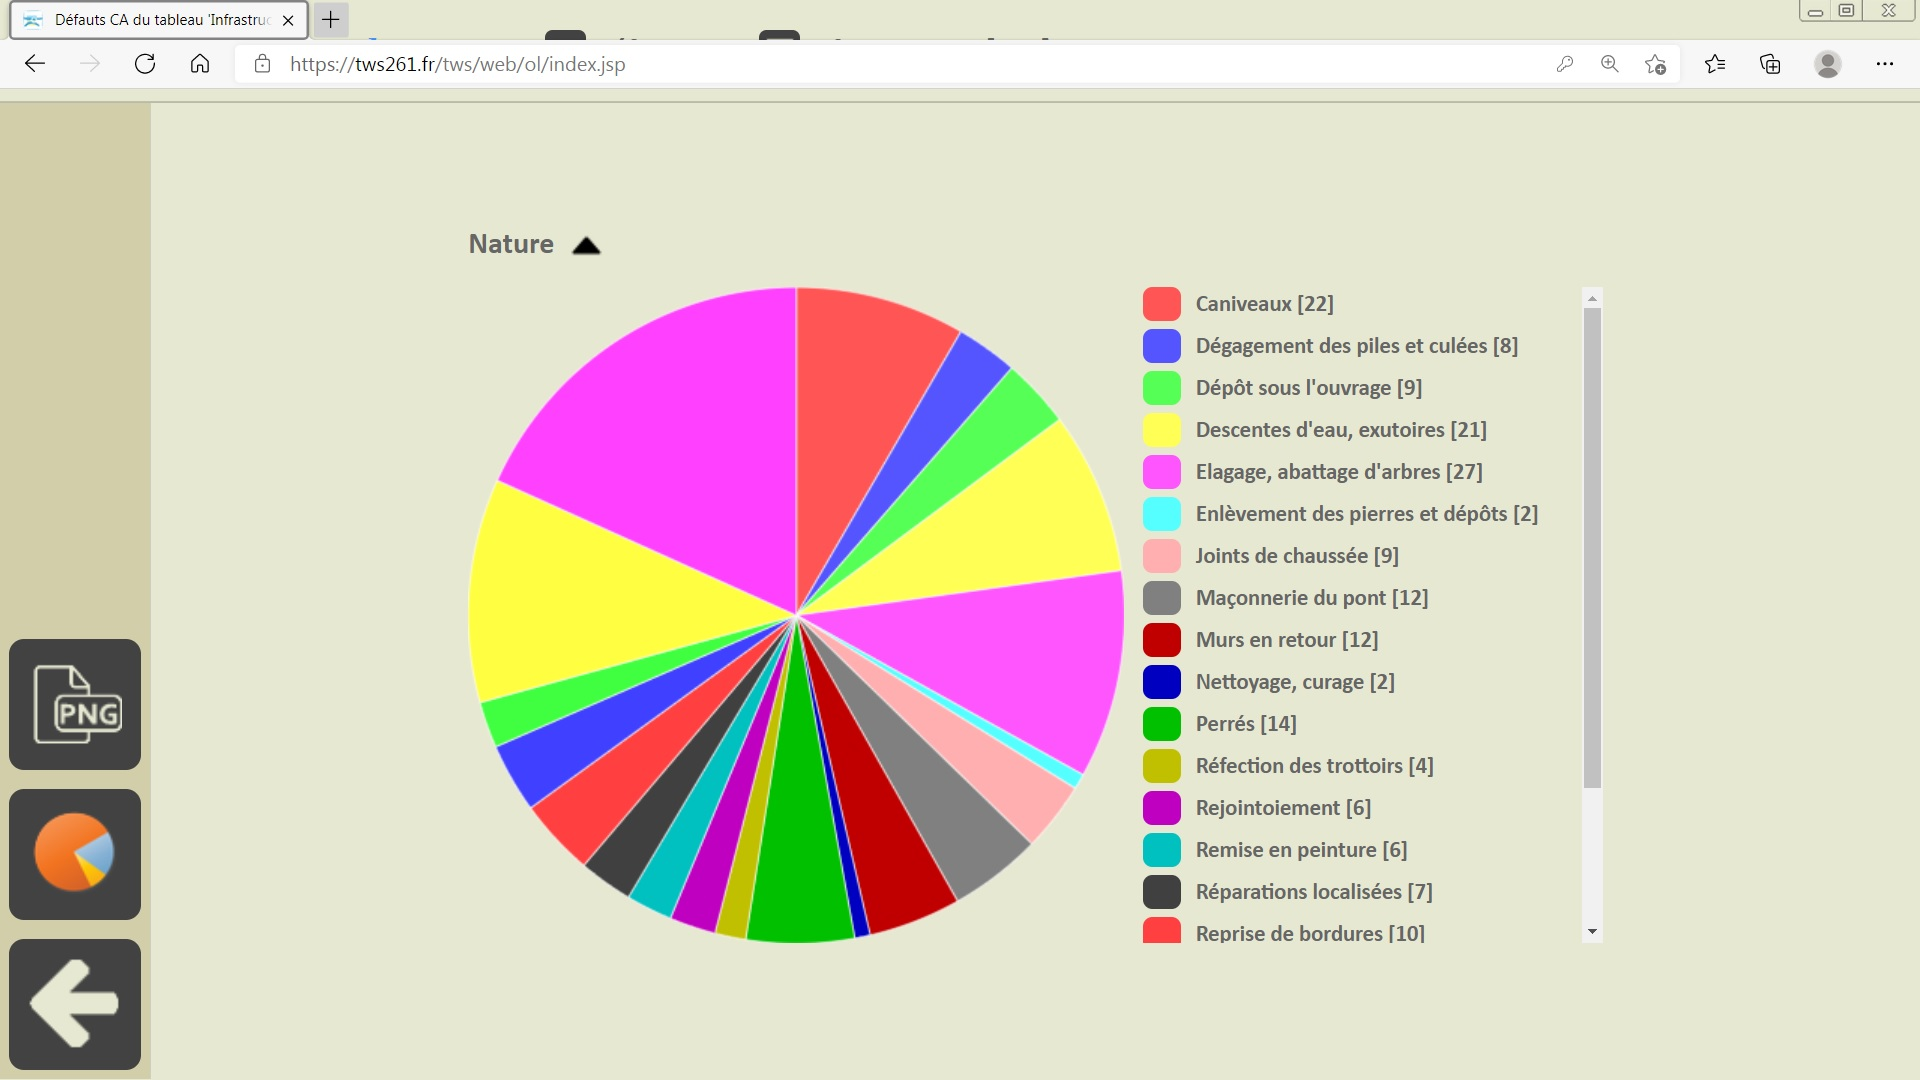 Défauts CA du tableau 'Infrastruc
https://tws261.fr/tws/web/ol/index.jsp
Nature
Caniveaux [22]
Dégagement des piles et culées [8]
Dépôt sous l'ouvrage [9]
Descentes d'eau, exutoires [21]
Elagage, abattage d'arbres [27]
Enlèvement des pierres et dépôts [2]
Joints de chaussée [9]
Maçonnerie du pont [12]
Murs en retour [12]
Nettoyage, curage [2]
Perrés [14]
Réfection des trottoirs [4]
Rejointoiement [6]
Remise en peinture [6]
Réparations localisées [7]
Reprise de bordures [10]
PNG